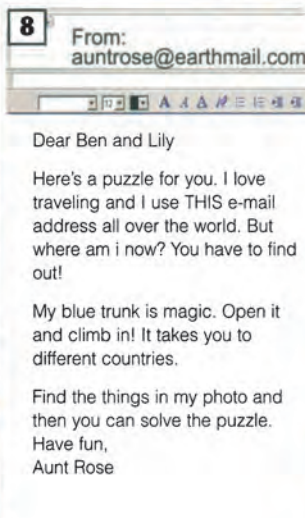 8
From:
auntrose@earthmail.com
12
Dear Ben and Lily
Here's a puzzle for you. I love
traveling and I use THIS e-mail
address all over the world. But
where am i now? You have to find
out!
My blue trunk is magic. Open it
and climb in! It takes you to
different countries.
Find the things in my photo and
then you can solve the puzzle.
Have fun,
Aunt Rose